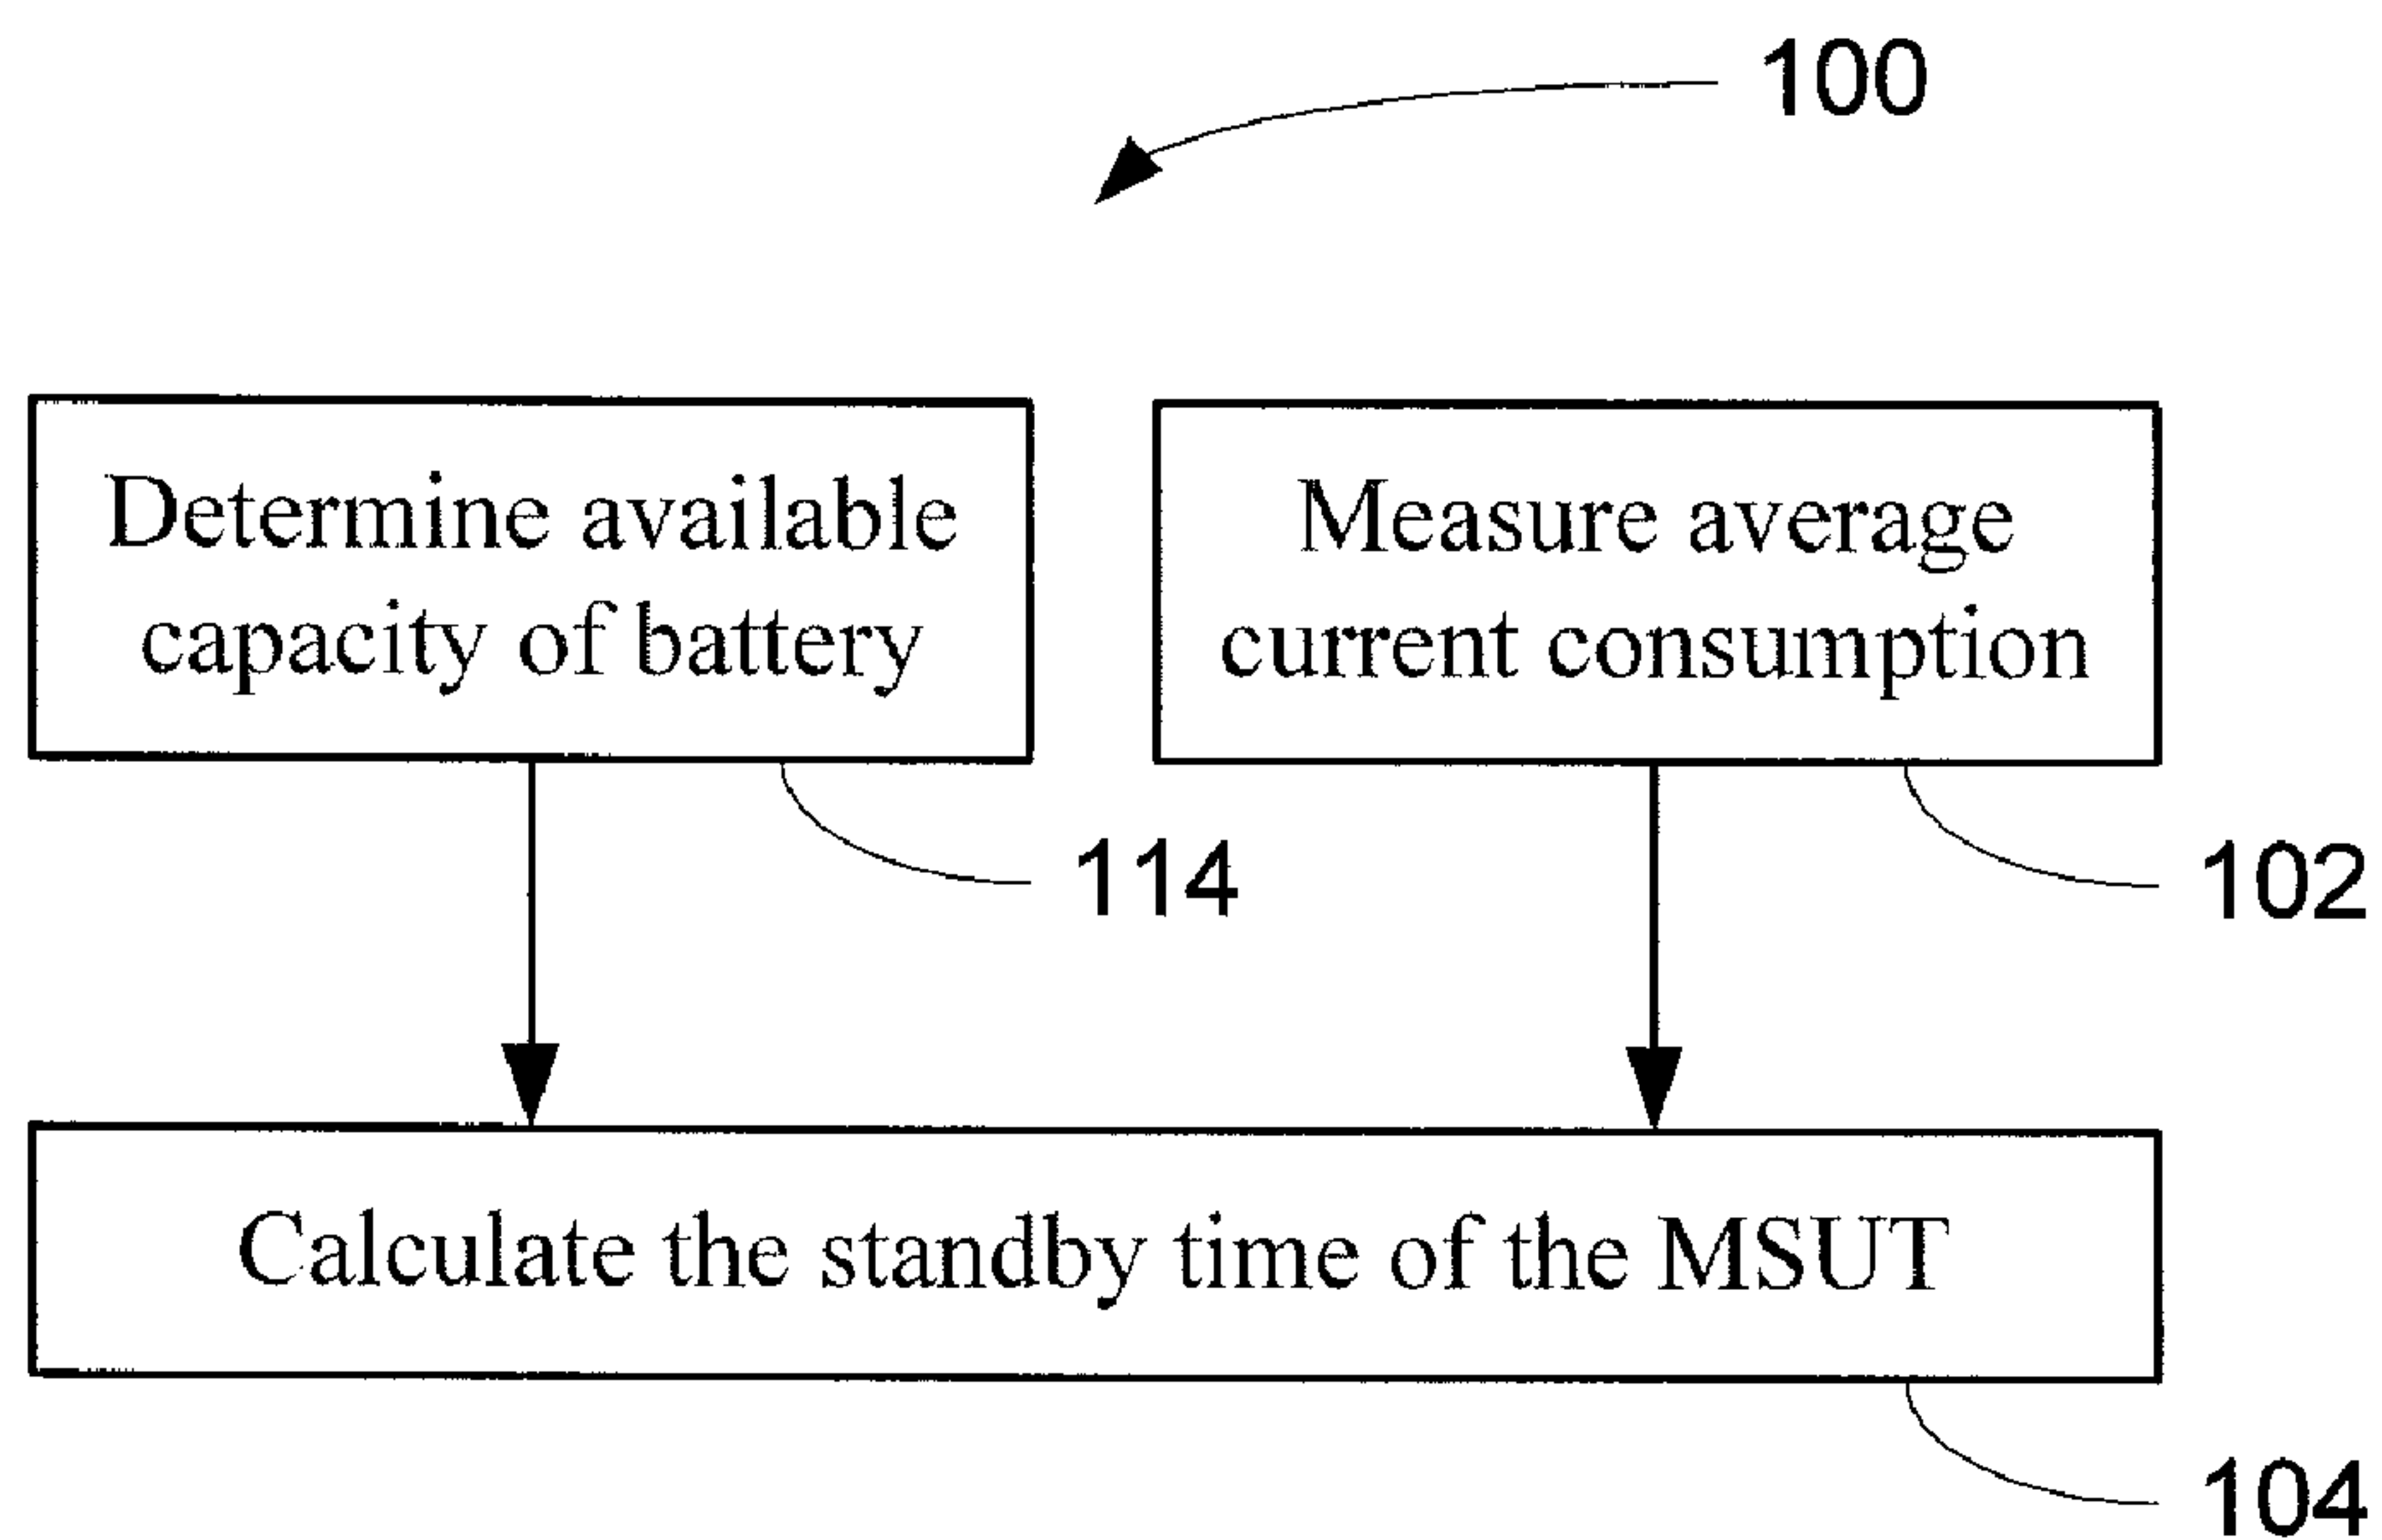 100
Determine available
capacity of battery
Measure average
current consumption
114
102
Calculate the standby time of the MSUT
104